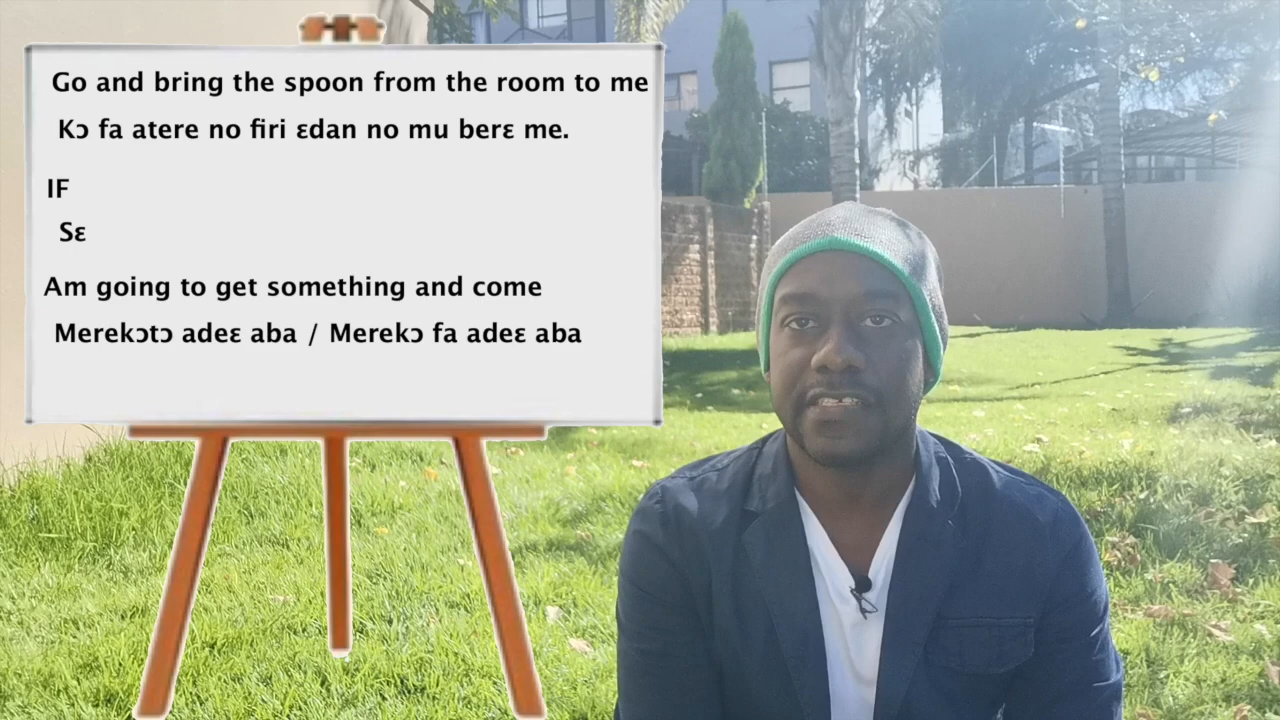 Go and bring the spoon from the room to me
Kɔ fa atere no firi ɛdan no mu berɛ me.
IF
Sɛ
Am going to get something and come
Merekɔtɔ adeɛ aba / Merekɔ fa adeɛ aba